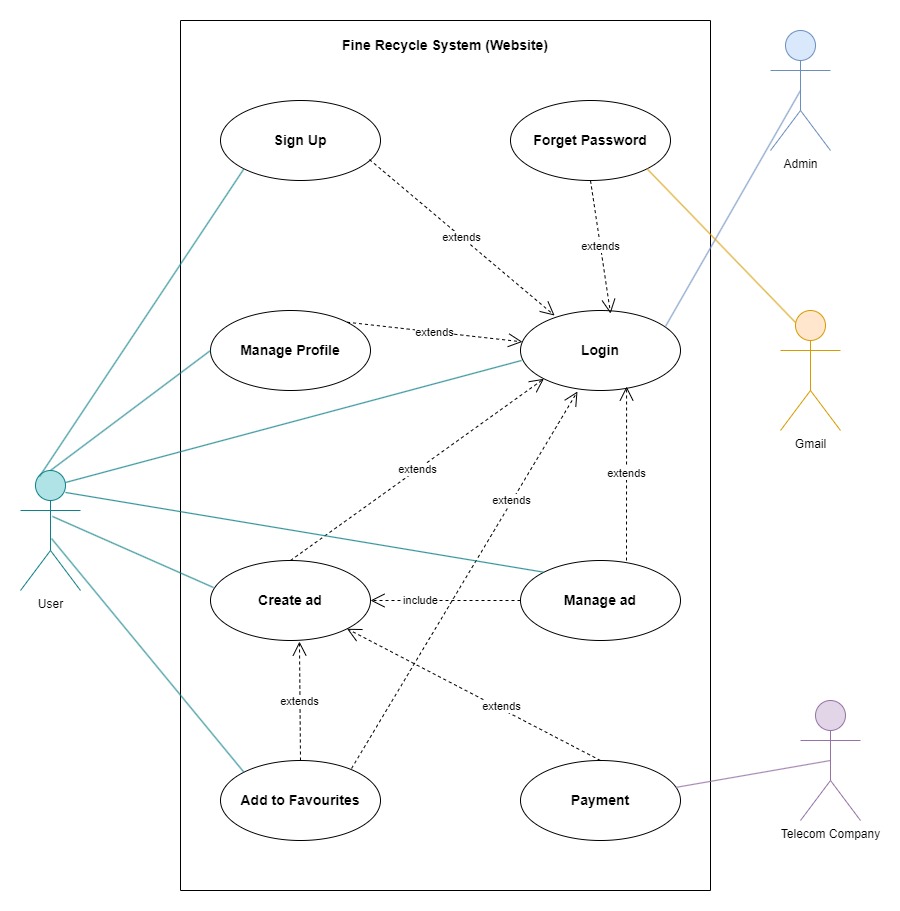 Fine Recycle System (Website)
Sign Up
Forget Password
Admin
extends
extends
extends
Manage Profile
Login
Gmail
extends
extends
extends
User
Create ad
include
Manage ad
extends
extends
Add to Favourites
Payment
Telecom Company